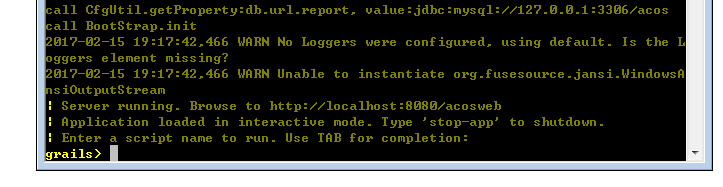 call CfgUtil.getProperty:db.url.report, value:jdbc:mysql://127.0.0.1:3306/acos
call BootStrap.init
2017-02-15 19:17:42,466 WARN No Loggers were configured, using default. Is the L
oggers element missing?
2017-02-15 19:17:42,466 WARN Unable to instantiate org.fusesource.jansi.WindowsA
nsiOutputStream
| Server running. Browse to http://localhost:8080/acosweb
| Application loaded in interactive mode. Type 'stop-app' to shutdown.
| Enter a script name to run. Use TAB for completion:
grails>